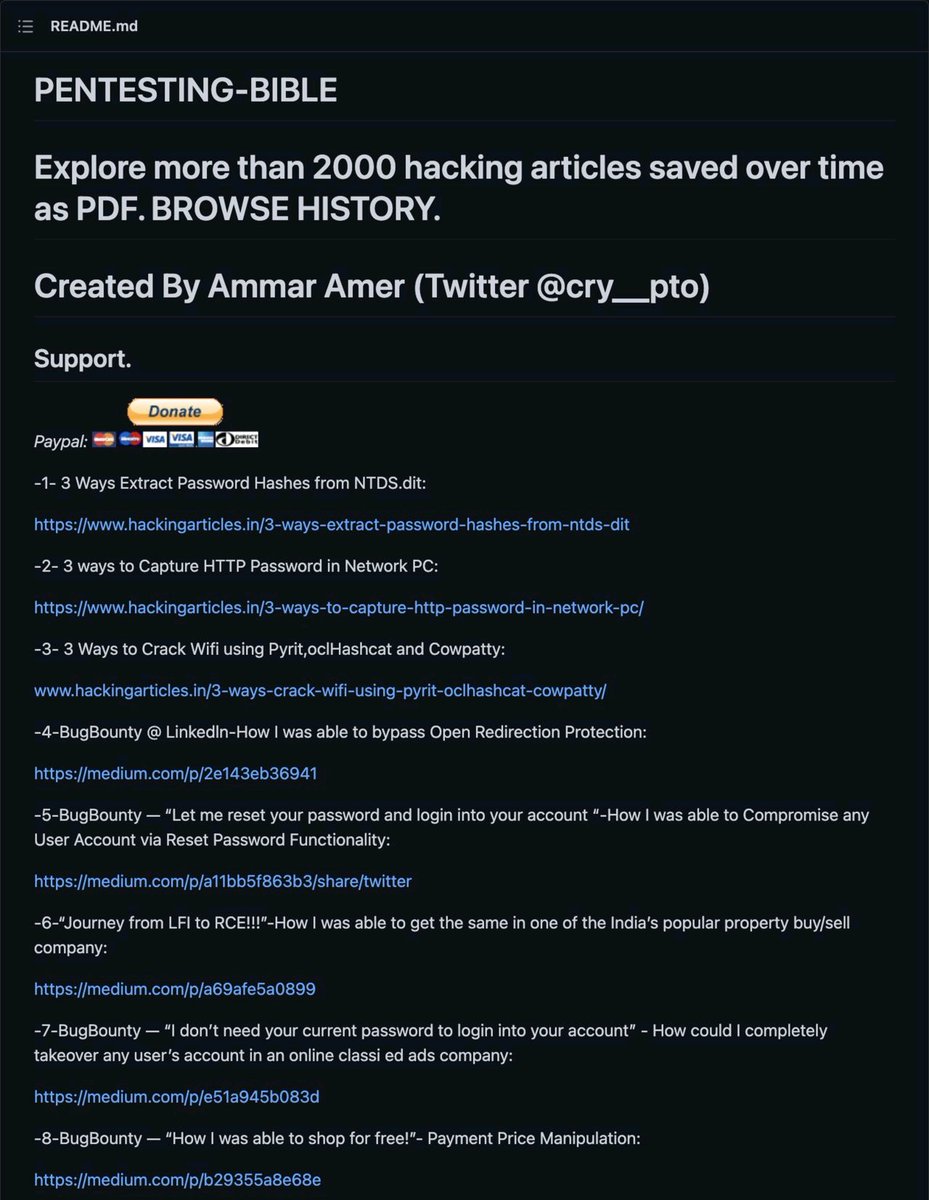 README.md
PENTESTING-BIBLE
Explore more than 2000 hacking articles saved over time
as PDF. BROWSE HISTORY.
Created By Ammar Amer (Twitter @cry__pto)
Support.
Donate
Paypal: VISA VISA DIRECT Debit
-1- 3 Ways Extract Password Hashes from NTDS.dit:
https://www.hackingarticles.in/3-ways-extract-password-hashes-from-ntds-dit
-2- 3 ways to Capture HTTP Password in Network PC:
https://www.hackingarticles.in/3-ways-to-capture-http-password-in-network-pc/
-3- 3 Ways to Crack Wifi using Pyrit,oclHashcat and Cowpatty:
www.hackingarticles.in/3-ways-crack-wifi-using-pyrit-oclhashcat-cowpatty/
-4-BugBounty @ LinkedIn-How I was able to bypass Open Redirection Protection:
https://medium.com/p/2e143eb36941
-5-BugBounty — “Let me reset your password and login into your account “-How I was able to Compromise any
User Account via Reset Password Functionality:
https://medium.com/p/a11bb5f863b3/share/twitter
-6-“Journey from LFI to RCE!!!”-How I was able to get the same in one of the India’s popular property buy/sell
company:
https://medium.com/p/a69afe5a0899
-7-BugBounty — “I don’t need your current password to login into your account” - How could I completely
takeover any user’s account in an online classi ed ads company:
https://medium.com/p/e51a945b083d
-8-BugBounty — “How I was able to shop for free!”- Payment Price Manipulation:
https://medium.com/p/b29355a8e68e